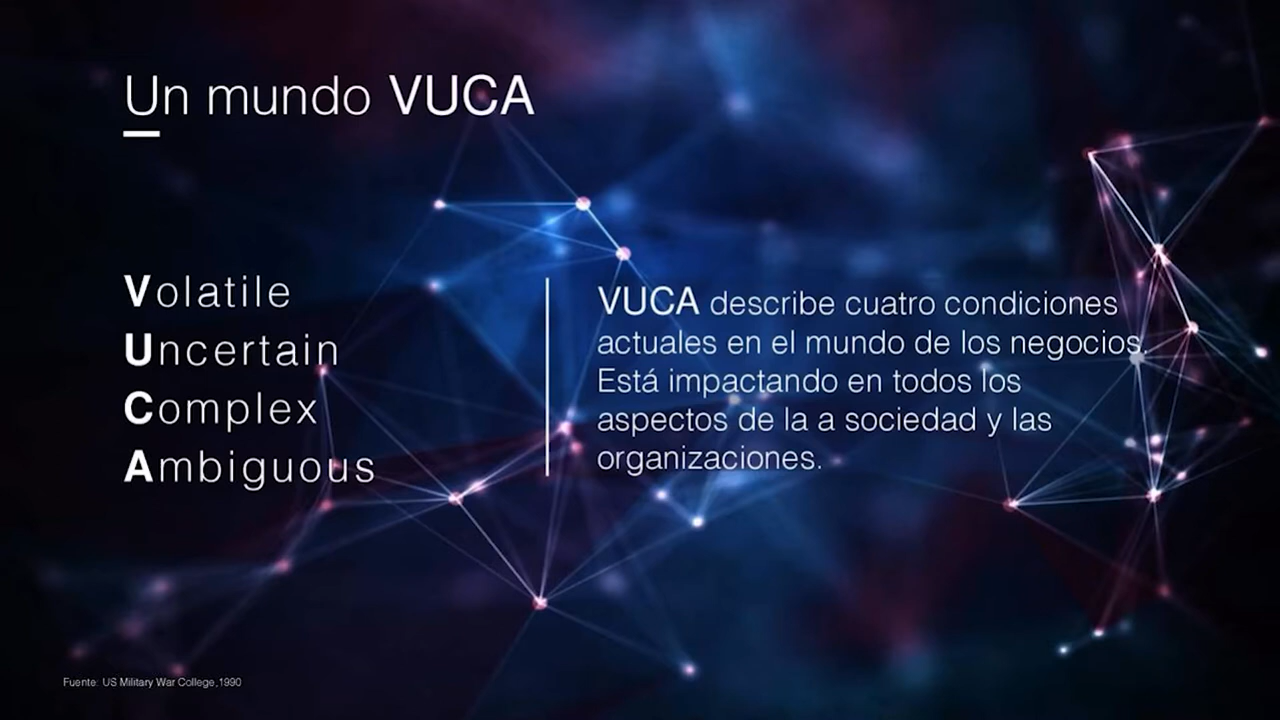 Un mundo VUCA
Volatile
Uncertain
Complex
Ambiguous
VUCA describe cuatro condiciones
actuales en el mundo de los negocios.
Está impactando en todos los
aspectos de la a sociedad y las
organizaciones.
Fuente: US Military War College,1990